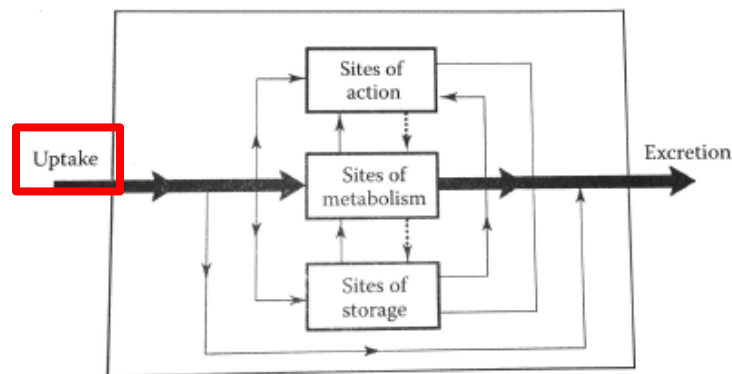 Sites of
action
Uptake
Excretion
Sites of
metabolism
Sites of
storage